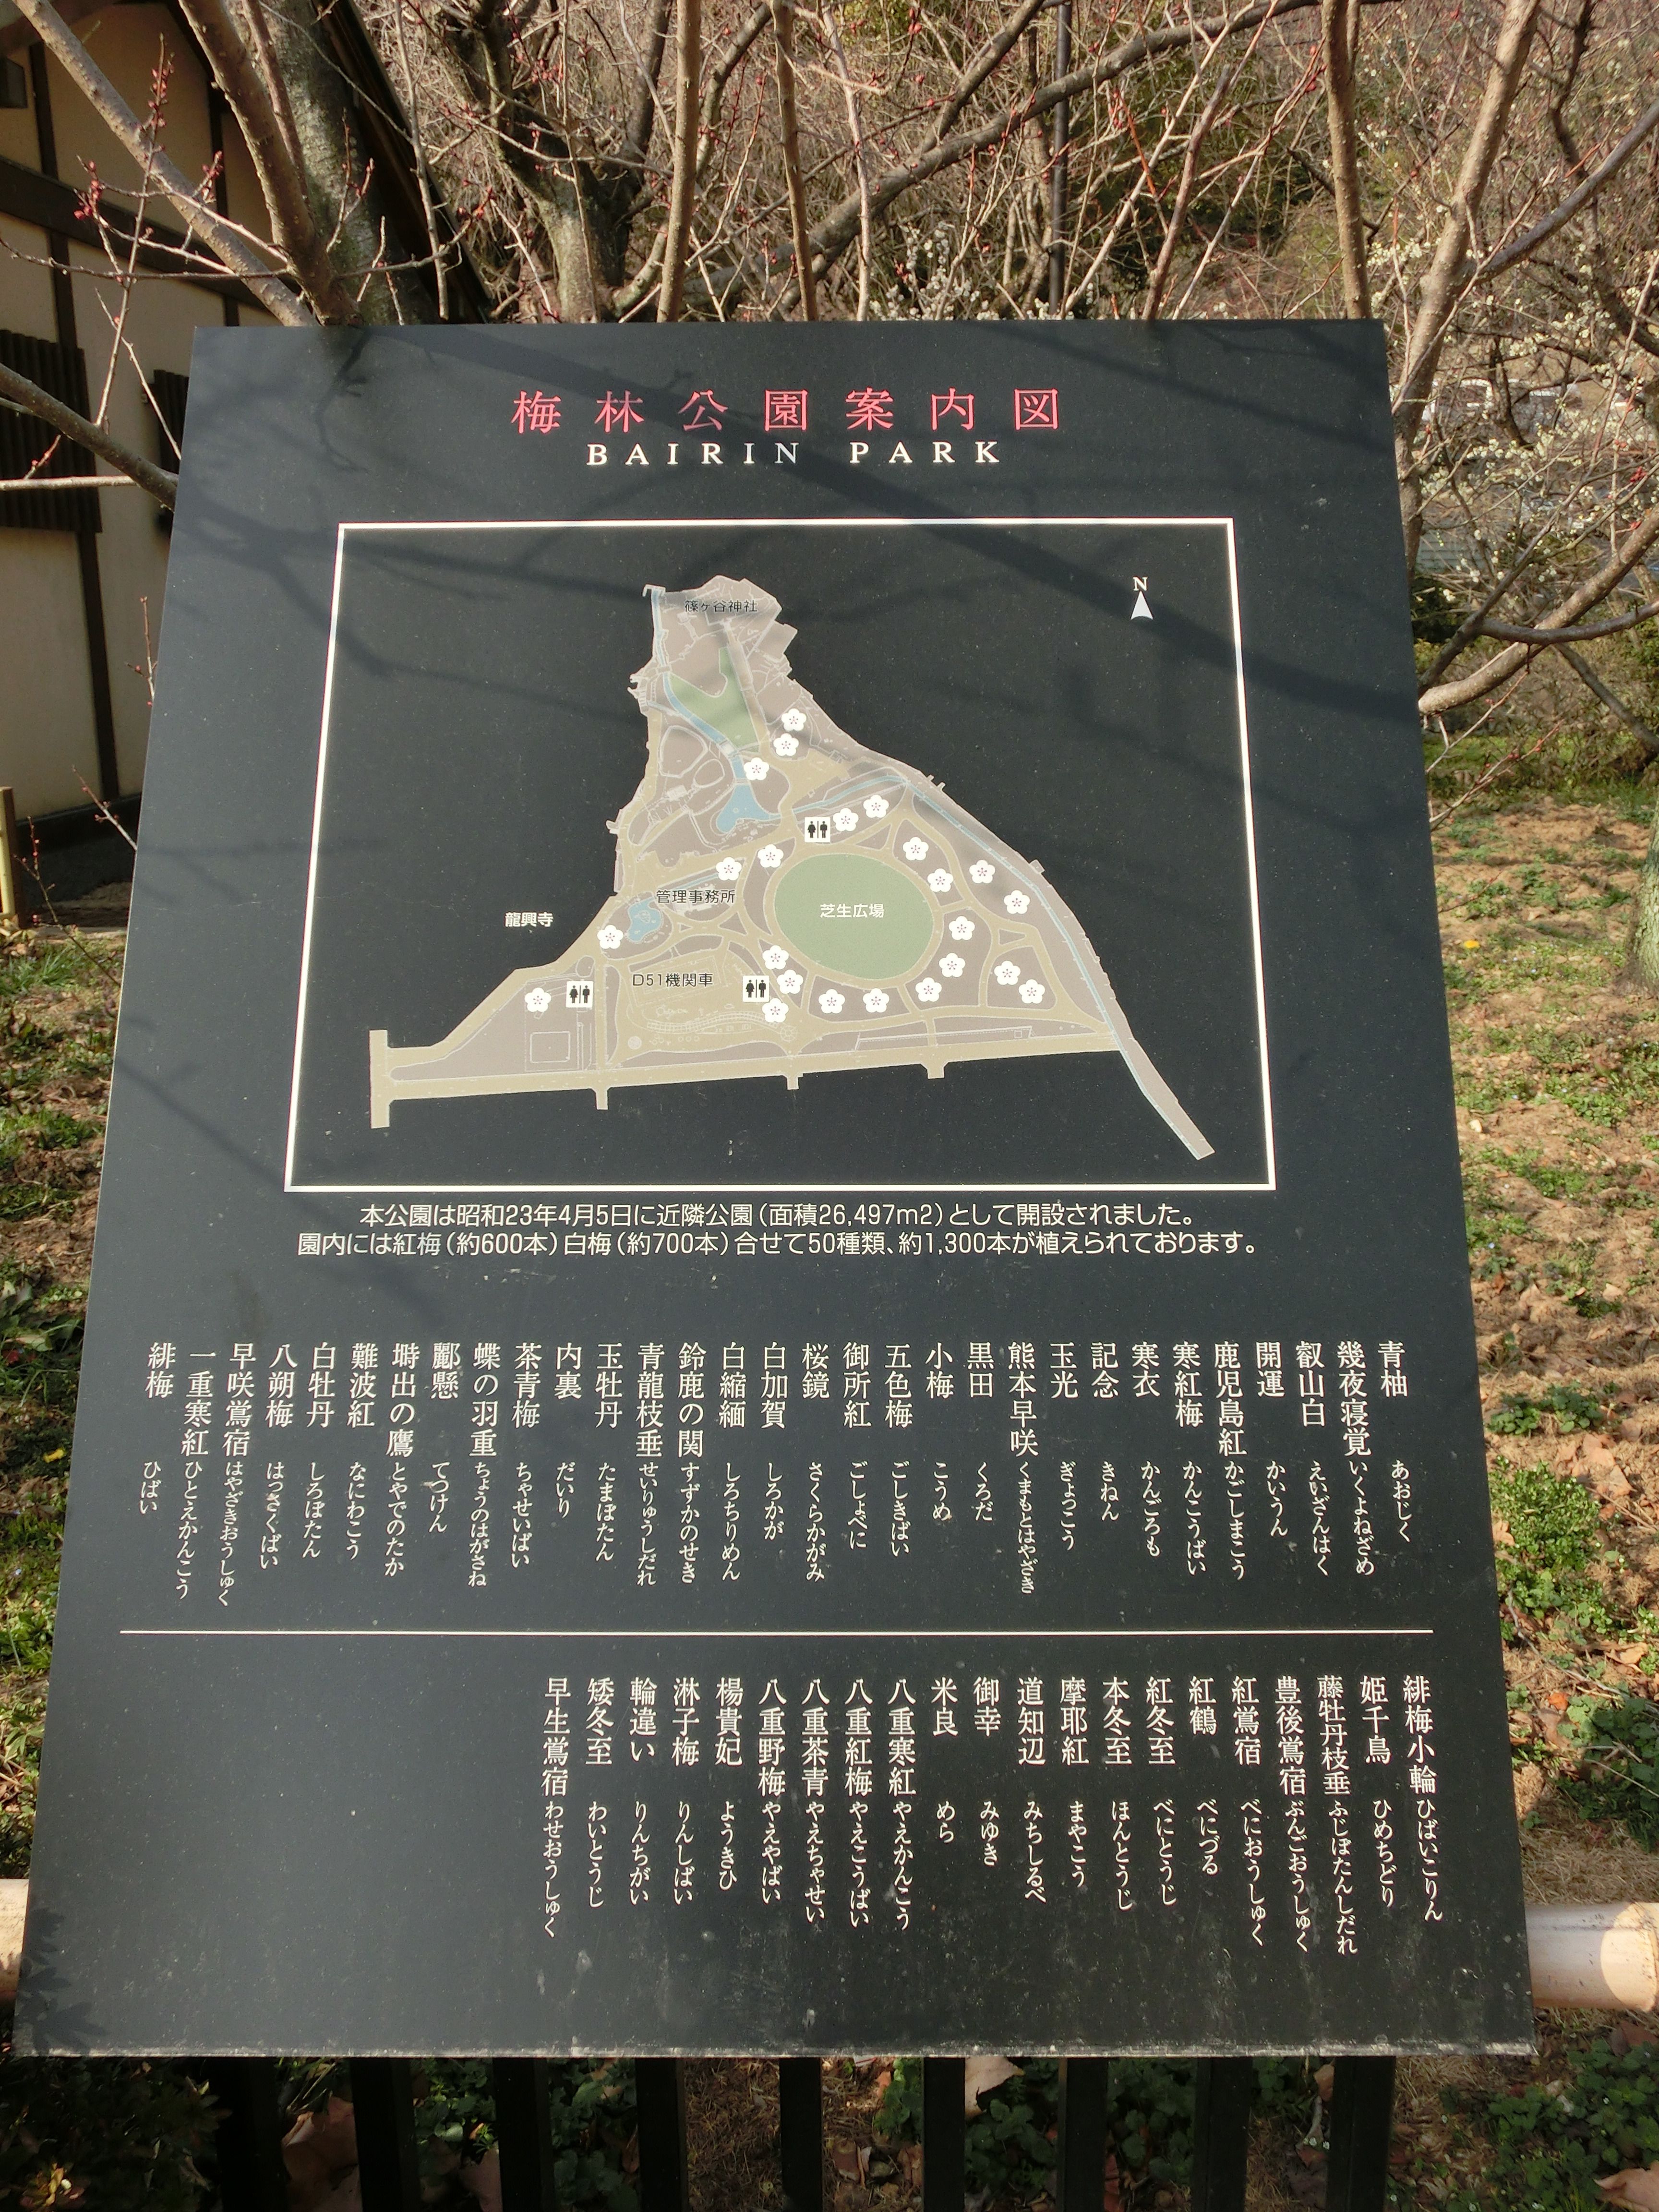 梅林公園案内図
BAIRIN PARK
N
篠ヶ谷神社
管理事務所
芝生広場
龍興寺
D51機関車
本公園は昭和23年4月5日に近隣公園(面積26,497m2)として開設されました。
園内には紅梅(約600本)白梅(約700本)合せて50種類、約1,300本が植えられております。
青柚 あおじく
幾夜寝覚 いくよねざめ
叡山白 えいざんはく
開運 かいうん
鹿児島紅 かごしまこう
寒紅梅 かんこうばい
寒衣 かんごろも
記念 きねん
玉光 ぎょっこう
熊本早咲 くまもとはやざき
黒田 くろだ
小梅 こうめ
五色梅 ごしきばい
御所紅 ごしょべに
桜鏡 さくらかがみ
白加賀 しろかが
白縮緬 しろちりめん
鈴鹿の関 すずかのせき
青龍枝垂 せいりゅうしだれ
玉牡丹 たまぼたん
内裏 だいり
茶青梅 ちゃせいばい
蝶の羽重 ちょうのはがさね
酈懸 てつけん
塒出の鷹 とやでのたか
難波紅 なにわこう
白牡丹 しろぼたん
八朔梅 はっさくばい
早咲鴬宿 はやざきおうしゅく
一重寒紅 ひとえかんこう
緋梅 ひばい
緋梅小輪 ひばいこりん
姫千鳥 ひめちどり
藤牡丹枝垂 ふじぼたんしだれ
豊後鴬宿 ぶんごおうしゅく
紅鴬宿 べにおうしゅく
紅鶴 べにづる
紅冬至 べにとうじ
本冬至 ほんとうじ
摩耶紅 まやこう
道知辺 みちしるべ
御幸 みゆき
米良 めら
八重寒紅 やえかんこう
八重紅梅 やえこうばい
八重茶青 やえちゃせい
八重野梅 やえやばい
楊貴妃 ようきひ
淋子梅 りんしばい
輪違い りんちがい
矮冬至 わいとうじ
早生鴬宿 わせおうしゅく